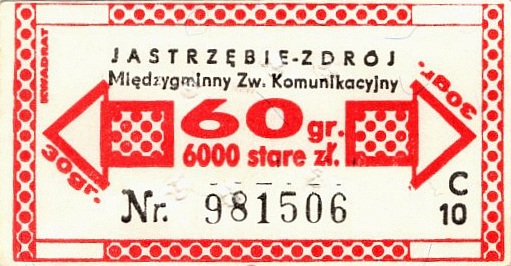 KWADRAT
JASTRZĘBIE-ZDRÓJ
Międzygminny Zw. Komunikacyjny
30gr.
60 gr.
30gr.
6000 stare zł.
Nr. 981506
C
10